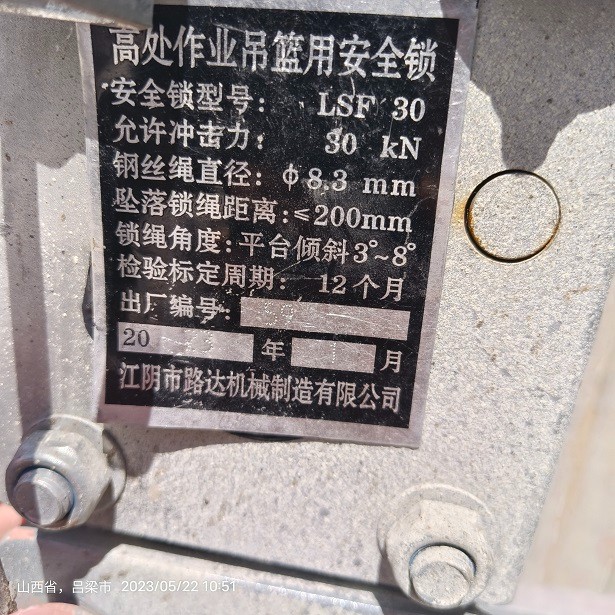 高处作业吊篮用安全锁
安全锁型号: LSF 30
允许冲击力: 30 kN
钢丝绳直径: φ8.3 mm
坠落锁绳距离: ≤200mm
锁绳角度: 平台倾斜3°~8°
检验标定周期: 12个月
出厂编号:
20 年 月
江阴市路达机械制造有限公司
山西省，吕梁市 2023/05/22 10:51